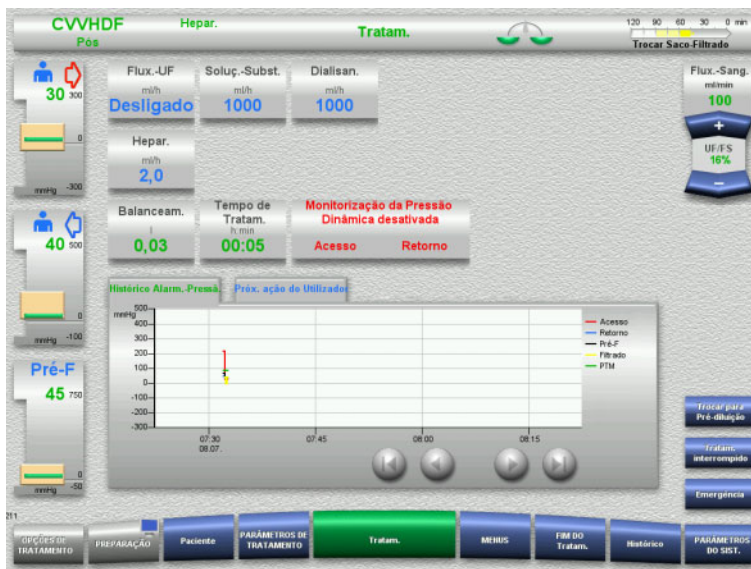 CVVHDF
Pós
Hepar.
Tratam.
120 90 60 30 0 min
Trocar Saco-Filtrado
30
300
0
mmHg -300
Flux.-UF
ml/h
Desligado
Soluç.-Subst.
ml/h
1000
Dialisan.
ml/h
1000
Flux.-Sang.
ml/min
100
+
UF/FS
16%
−
Hepar.
ml/h
2,0
40
500
0
mmHg -100
Balanceam.
l
0,03
Tempo de
Tratam.
h:min
00:05
Monitorização da Pressão
Dinâmica desativada
Acesso Retorno
Pré-F
45
750
0
mmHg -50
Histórico Alarm.-Pressã.
Próx. ação do Utilizador
mmHg
500
400
300
200
100
0
-100
-200
-300
07:30 07:45 08:00 08:15
08.07.
Acesso
Retorno
Pré-F
Filtrado
PTM
Trocar para
Pré-diluição
Tratam.
interrompido
Emergência
211
OPÇÕES DE
TRATAMENTO
PREPARAÇÃO
Paciente
PARÂMETROS DE
TRATAMENTO
Tratam.
MENUS
FIM DO
Tratam.
Histórico
PARÂMETROS
DO SIST.